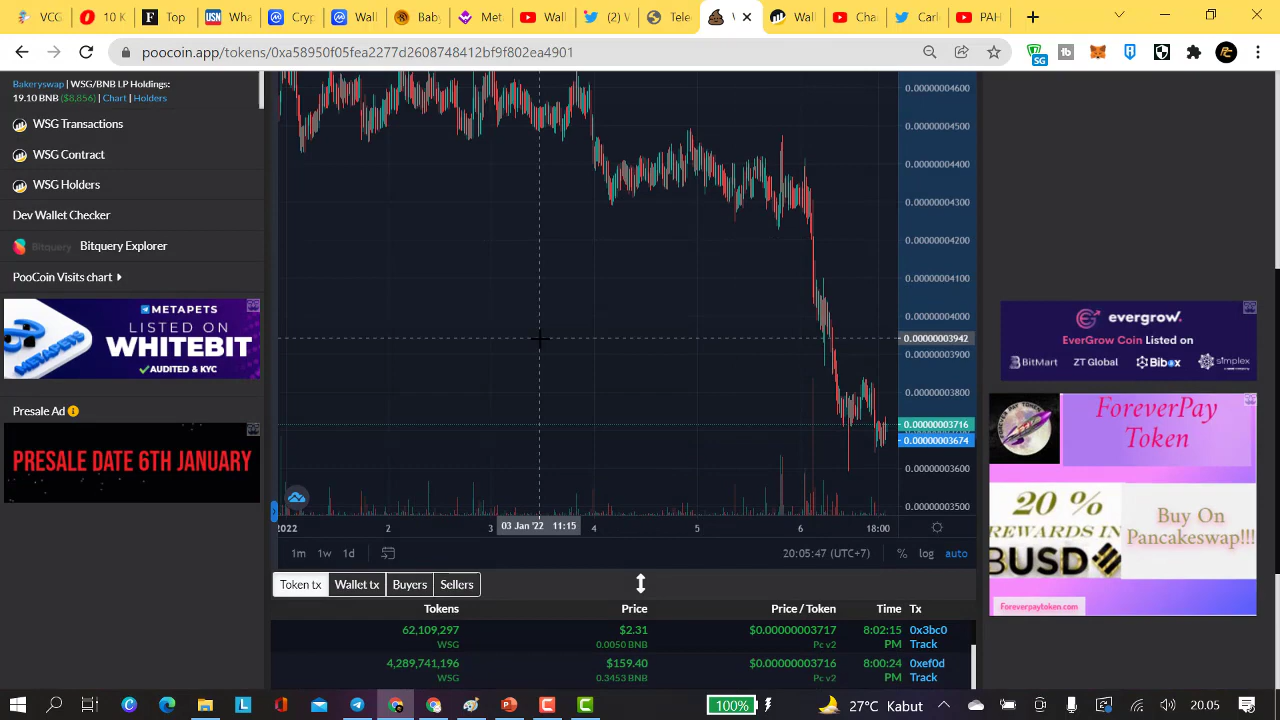 10
Top
USN
Wha
Met
Bab
Met
(2)
Tele
W
Wat
Cha
Car
PAH
poocoin.app/tokens/0xa58950f05fea2277d2608748412bf9f802ea4901
SG
Bakeryswap | WSG/BNB LP Holdings:
19.10 BNB ($8,856) | Chart | Holders
WSG Transactions
WSG Contract
WSG Holders
Dev Wallet Checker
Bitquery Bitquery Explorer
PooCoin Visits chart
METAPETS
LISTED ON
WHITEBIT
AUDITED & KYC
Presale Ad
PRESALE DATE 6TH JANUARY
0.00000004600
0.00000004500
0.00000004400
0.00000004300
0.00000004200
0.00000004100
0.00000004000
0.00000003942
0.00000003900
0.00000003800
0.00000003716
0.00000003674
0.00000003600
0.00000003500
2022 2 3 03 Jan '22 11:15 4 5 6 18:00
1m 1w 1d 20:05:47 (UTC+7) % log auto
Token tx Wallet tx Buyers Sellers
Tokens Price Price / Token Time Tx
62,109,297 $2.31 $0.00000003717 8:02:15 0x3bc0
WSG 0.0050 BNB Pc v2 PM Track
4,289,741,196 $159.40 $0.00000003716 8:00:24 0xef0d
WSG 0.3453 BNB Pc v2 PM Track
evergrow.
EverGrow Coin Listed on
BitMart ZT Global Bibox simplex
ForeverPay
Token
20 %
REWARDS IN
BUSD
Buy On
Pancakeswap!!!
Foreverpaytoken.com
100% 27°C Kabut 20.05